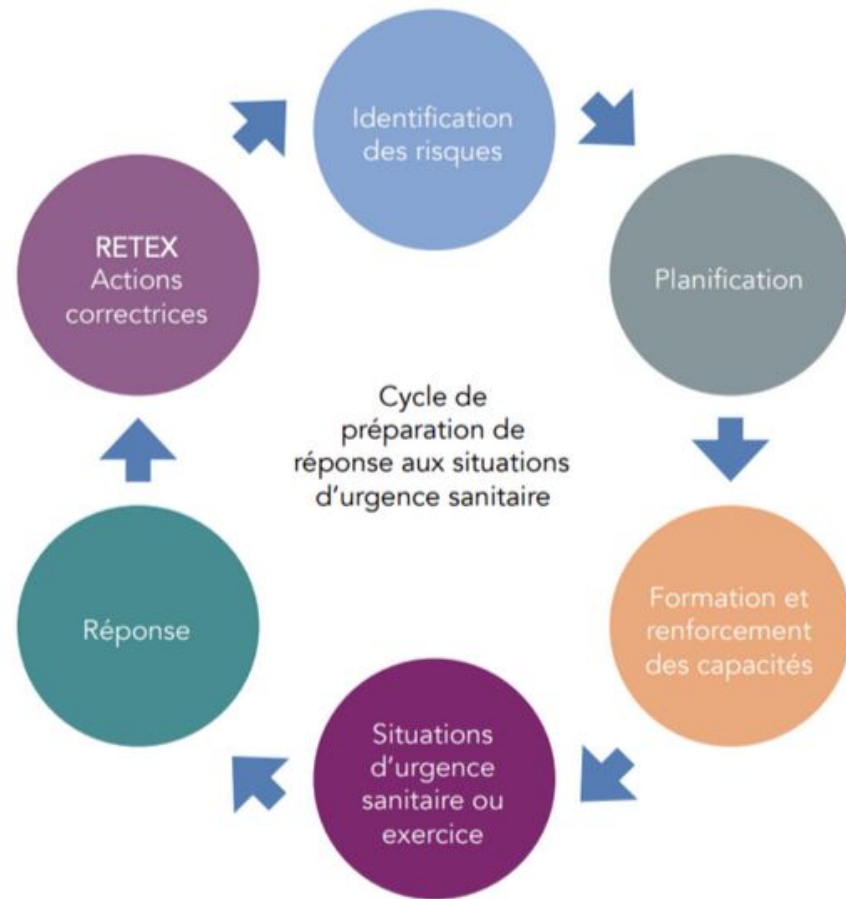 Identification
des risques
Planification
Formation et
renforcement
des capacités
Situations
d’urgence
sanitaire ou
exercice
Réponse
RETEX
Actions
correctrices
Cycle de
préparation de
réponse aux situations
d’urgence sanitaire